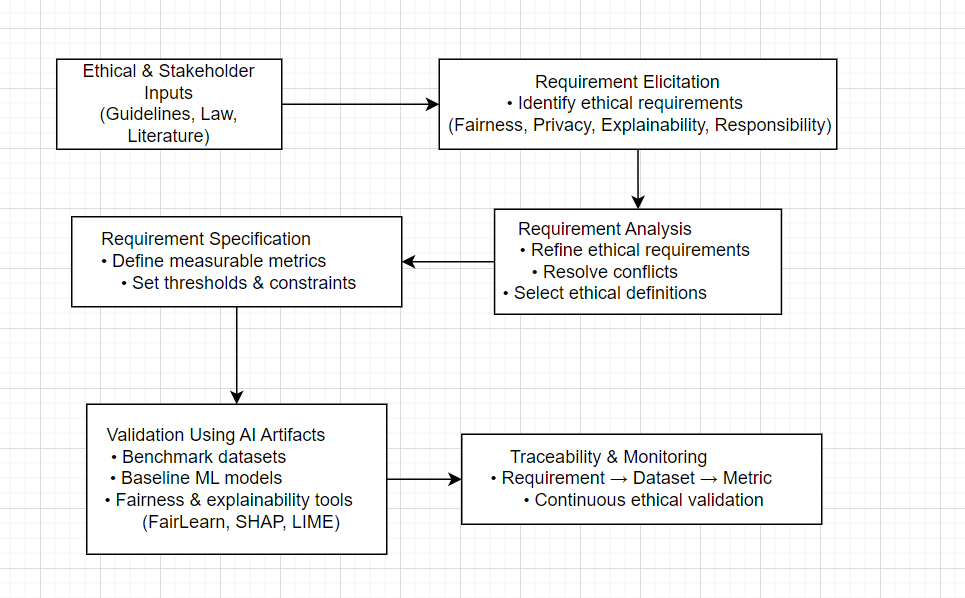 Ethical & Stakeholder
Inputs
(Guidelines, Law,
Literature)
Requirement Elicitation
• Identify ethical requirements
(Fairness, Privacy, Explainability, Responsibility)
Requirement Analysis
• Refine ethical requirements
• Resolve conflicts
• Select ethical definitions
Requirement Specification
• Define measurable metrics
• Set thresholds & constraints
Validation Using AI Artifacts
• Benchmark datasets
• Baseline ML models
• Fairness & explainability tools
(FairLearn, SHAP, LIME)
Traceability & Monitoring
• Requirement → Dataset → Metric
• Continuous ethical validation